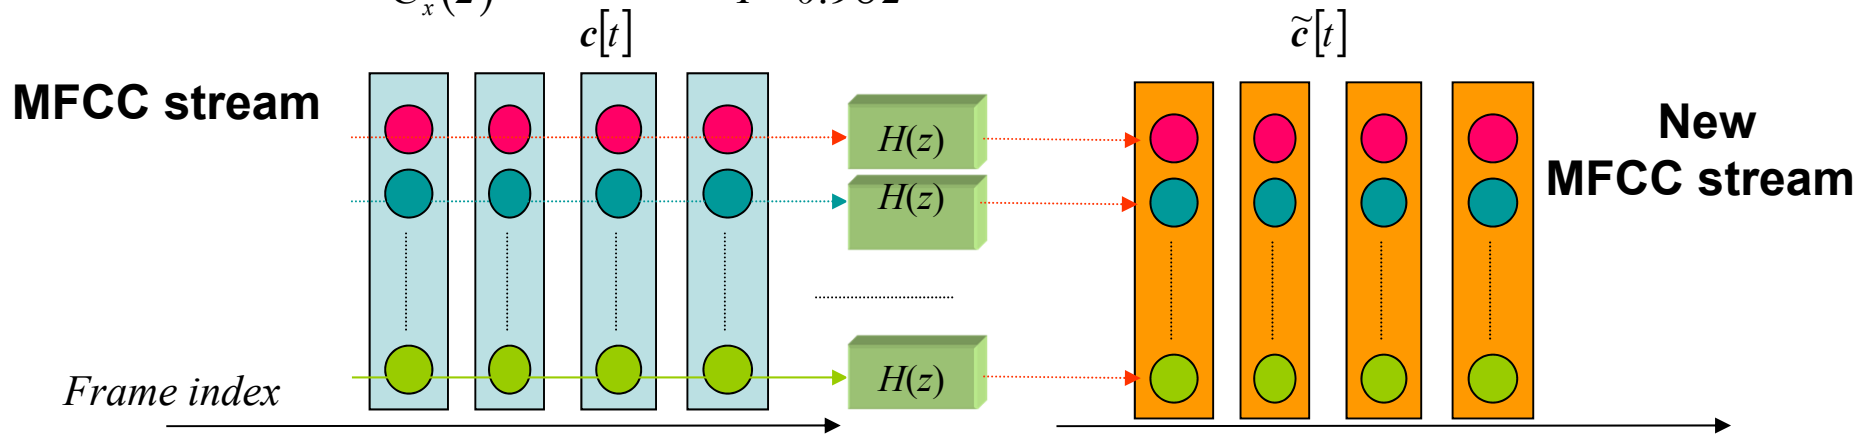 c[t]
c̃[t]
MFCC stream
H(z)
H(z)
H(z)
New
MFCC stream
Frame index